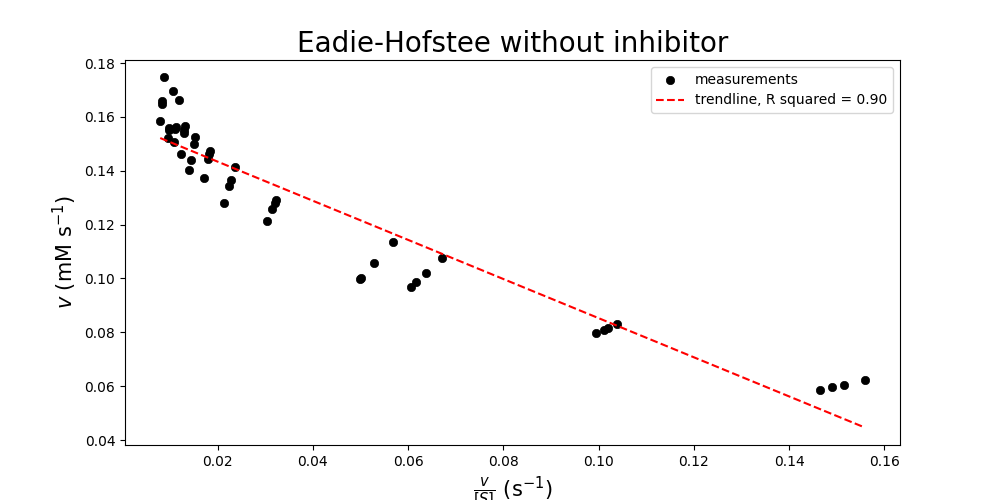 Eadie-Hofstee without inhibitor
measurements
trendline, R squared = 0.90
0.18
0.16
0.14
0.12
0.10
0.08
0.06
0.04
v (mM s⁻¹)
0.02 0.04 0.06 0.08 0.10 0.12 0.14 0.16
v/[S] (s⁻¹)